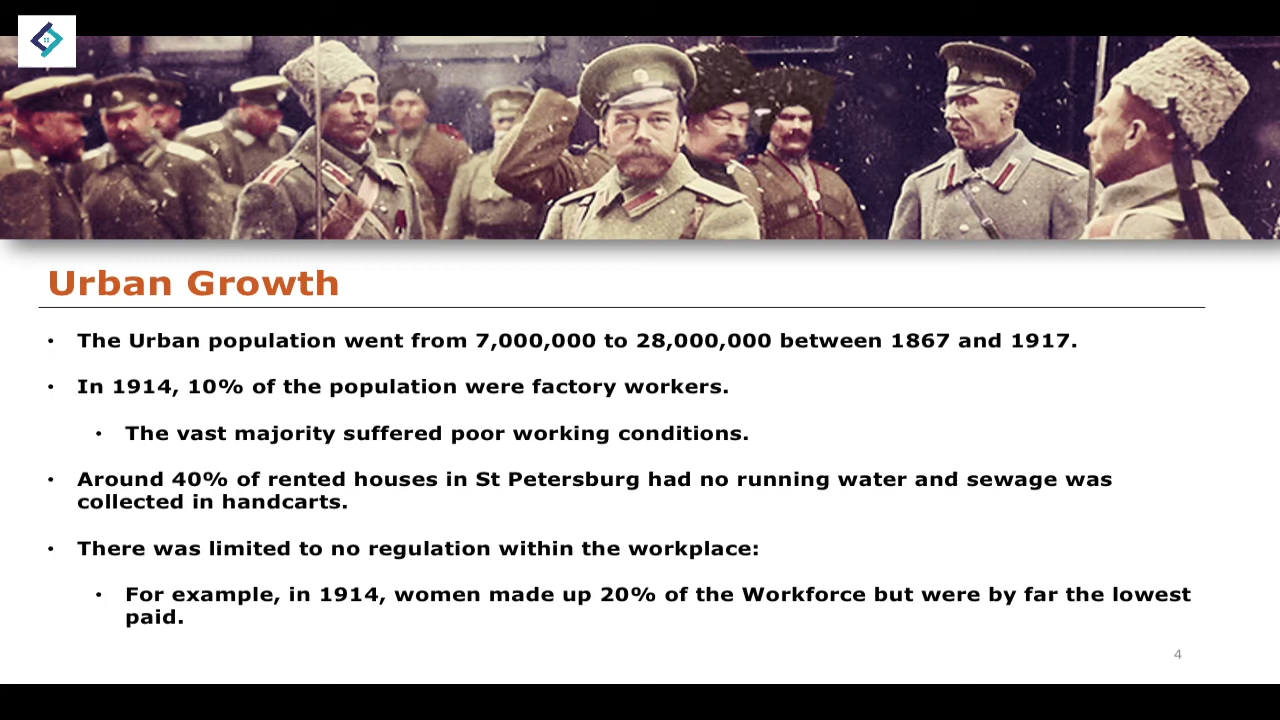 Urban Growth
• The Urban population went from 7,000,000 to 28,000,000 between 1867 and 1917.
• In 1914, 10% of the population were factory workers.
• The vast majority suffered poor working conditions.
• Around 40% of rented houses in St Petersburg had no running water and sewage was
collected in handcarts.
• There was limited to no regulation within the workplace:
• For example, in 1914, women made up 20% of the Workforce but were by far the lowest
paid.
4